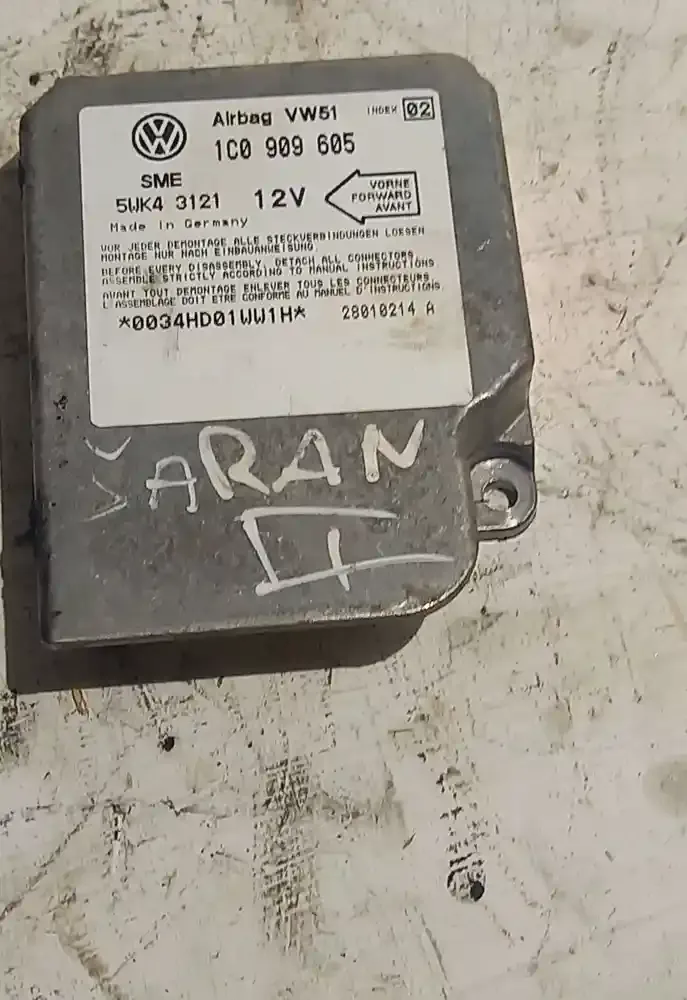 Airbag VW51 INDEX 02
1C0 909 605
SME
5WK4 3121 12V
VORNE
FORWARD
AVANT
Made in Germany
VOR JEDER DEMONTAGE ALLE STECKVERBINDUNGEN LOESEN
MONTAGE NUR NACH EINBAUANWEISUNG.
BEFORE EVERY DISASSEMBLY, DETACH ALL CONNECTORS,
ASSEMBLE STRICTLY ACCORDING TO MANUAL INSTRUCTIONS
AVANT TOUT DEMONTAGE ENLEVER TOUS LES CONNECTEURS,
L'ASSEMBLAGE DOIT ETRE CONFORME AU MANUEL D'INSTRUCTIONS.
*0034HD01WW1H* 28010214 A
ŠARAN
I